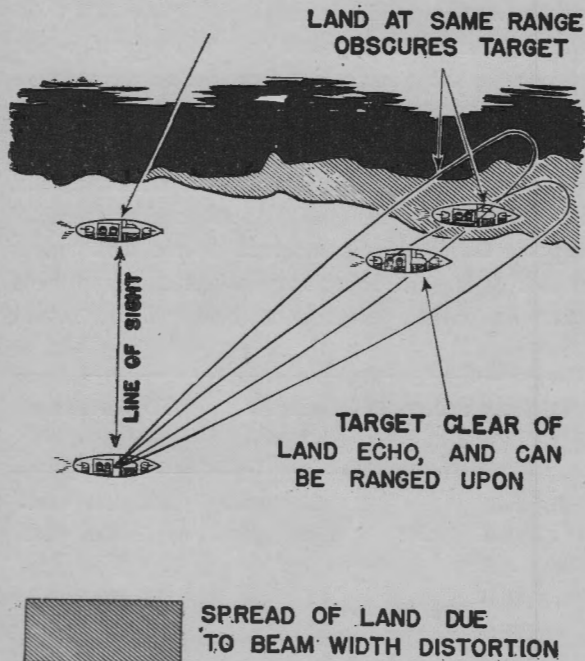 LAND AT SAME RANGE
OBSCURES TARGET
LINE OF SIGHT
TARGET CLEAR OF
LAND ECHO, AND CAN
BE RANGED UPON
SPREAD OF LAND DUE
TO BEAM WIDTH DISTORTION